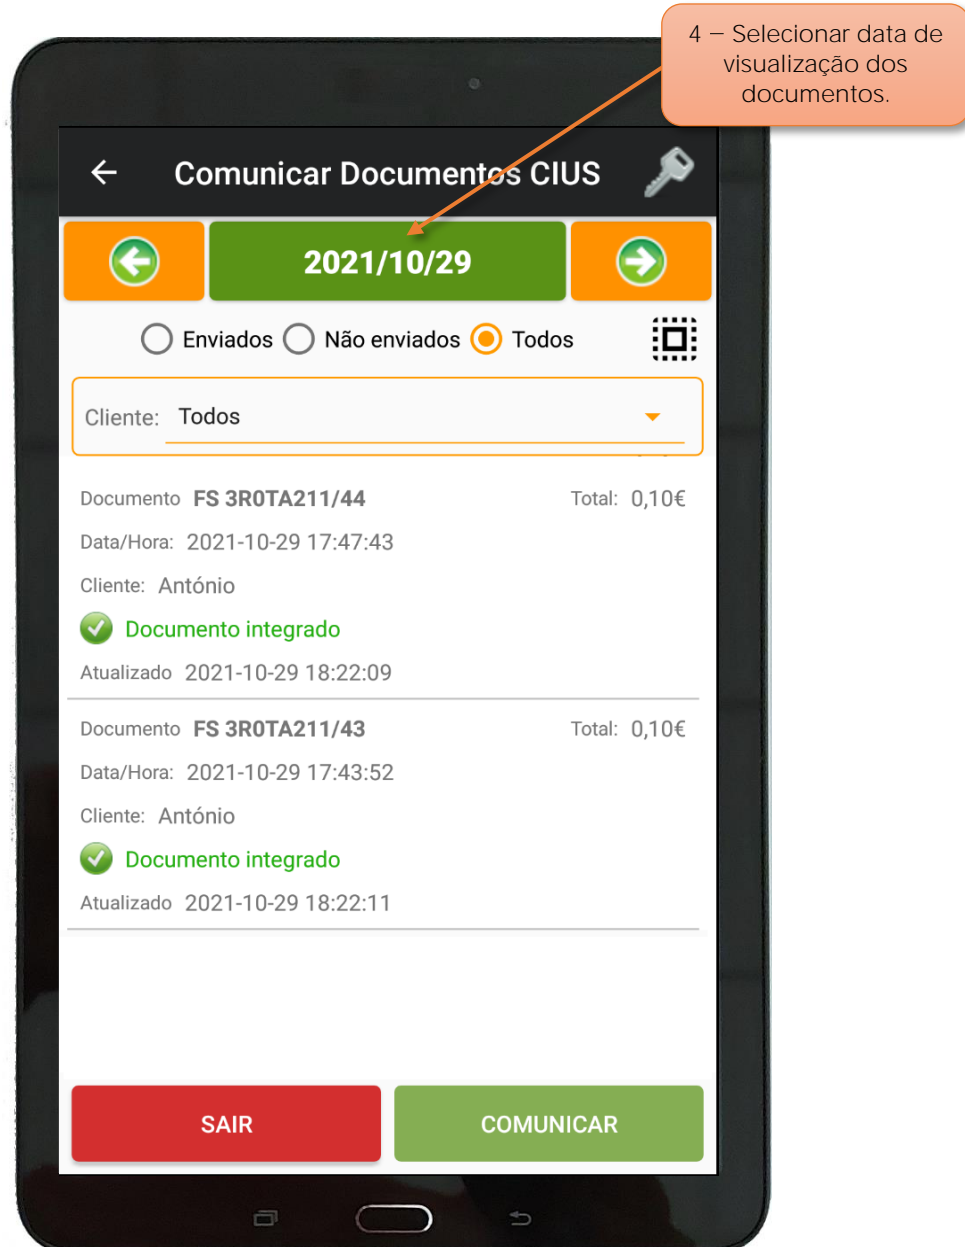 4 – Selecionar data de
visualização dos
documentos.
Comunicar Documentos CIUS
2021/10/29
Enviados Não enviados Todos
Cliente: Todos
Documento FS 3R0TA211/44 Total: 0,10€
Data/Hora: 2021-10-29 17:47:43
Cliente: António
Documento integrado
Atualizado 2021-10-29 18:22:09
Documento FS 3R0TA211/43 Total: 0,10€
Data/Hora: 2021-10-29 17:43:52
Cliente: António
Documento integrado
Atualizado 2021-10-29 18:22:11
SAIR COMUNICAR